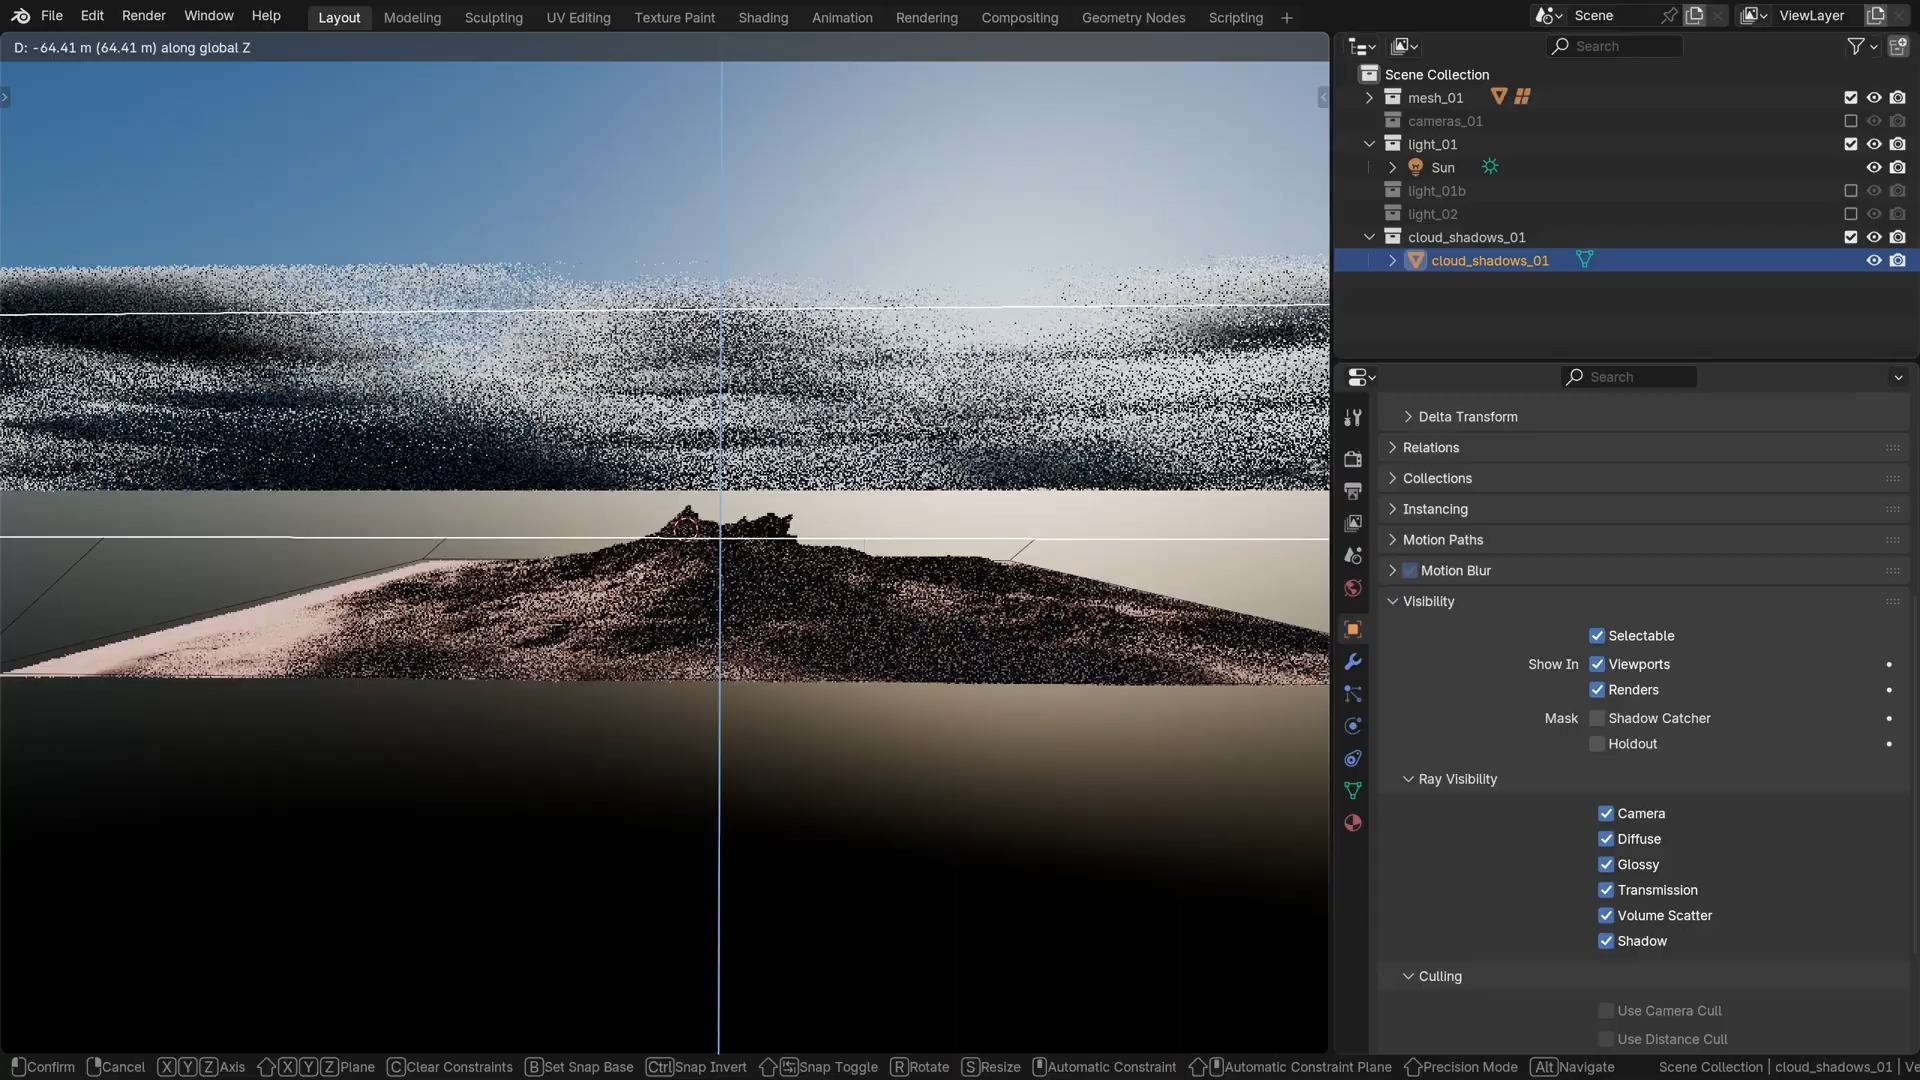 File Edit Render Window Help Layout Modeling Sculpting UV Editing Texture Paint Shading Animation Rendering Compositing Geometry Nodes Scripting + Scene ViewLayer
D: -64.41 m (64.41 m) along global Z
Search
Scene Collection
mesh_01
cameras_01
light_01
Sun
light_01b
light_02
cloud_shadows_01
cloud_shadows_01
Search
Delta Transform
Relations
Collections
Instancing
Motion Paths
Motion Blur
Visibility
Selectable
Show In Viewports
Renders
Mask Shadow Catcher
Holdout
Ray Visibility
Camera
Diffuse
Glossy
Transmission
Volume Scatter
Shadow
Culling
Use Camera Cull
Use Distance Cull
Confirm Cancel X Y Z Axis X Y Z Plane C Clear Constraints B Set Snap Base Ctrl Snap Invert Snap Toggle R Rotate S Resize Automatic Constraint Automatic Constraint Plane Precision Mode Alt Navigate Scene Collection | cloud_shadows_01 | Ve